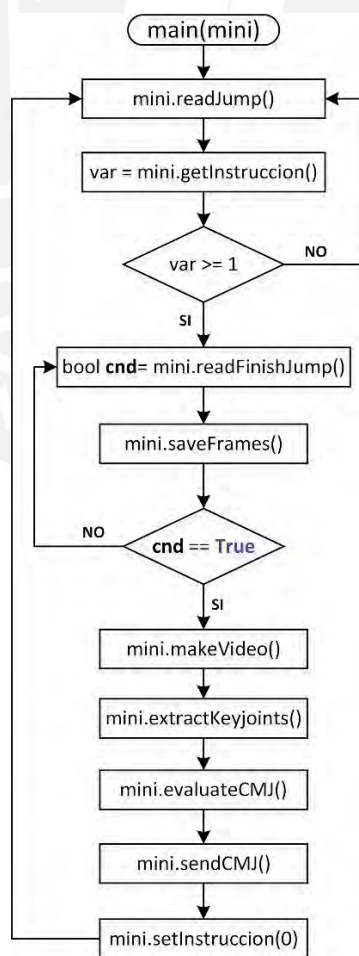 main(mini)
mini.readJump()
var = mini.getInstruccion()
var >= 1
NO
SI
bool cnd= mini.readFinishJump()
mini.saveFrames()
NO
cnd == True
SI
mini.makeVideo()
mini.extractKeyjoints()
mini.evaluateCMJ()
mini.sendCMJ()
mini.setInstruccion(0)